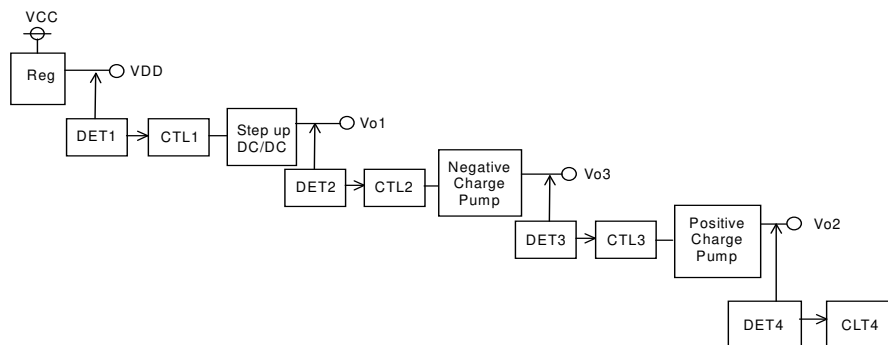 VCC
Reg
VDD
DET1
CTL1
Step up
DC/DC
Vo1
DET2
CTL2
Negative
Charge
Pump
Vo3
DET3
CTL3
Positive
Charge
Pump
Vo2
DET4
CLT4